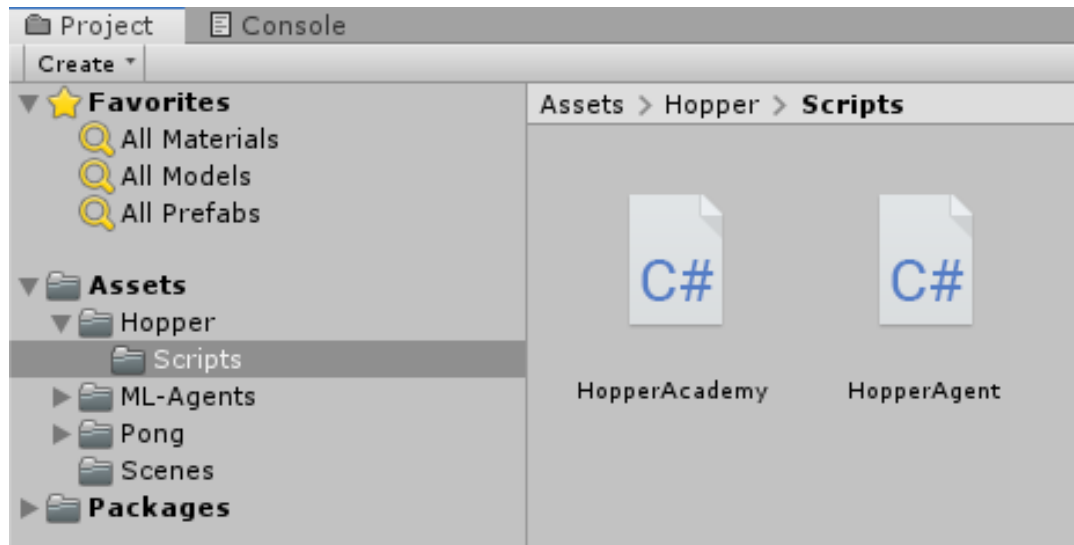 Project
Console
Create
Favorites
All Materials
All Models
All Prefabs
Assets
Hopper
Scripts
ML-Agents
Pong
Scenes
Packages
Assets > Hopper > Scripts
C#
C#
HopperAcademy
HopperAgent